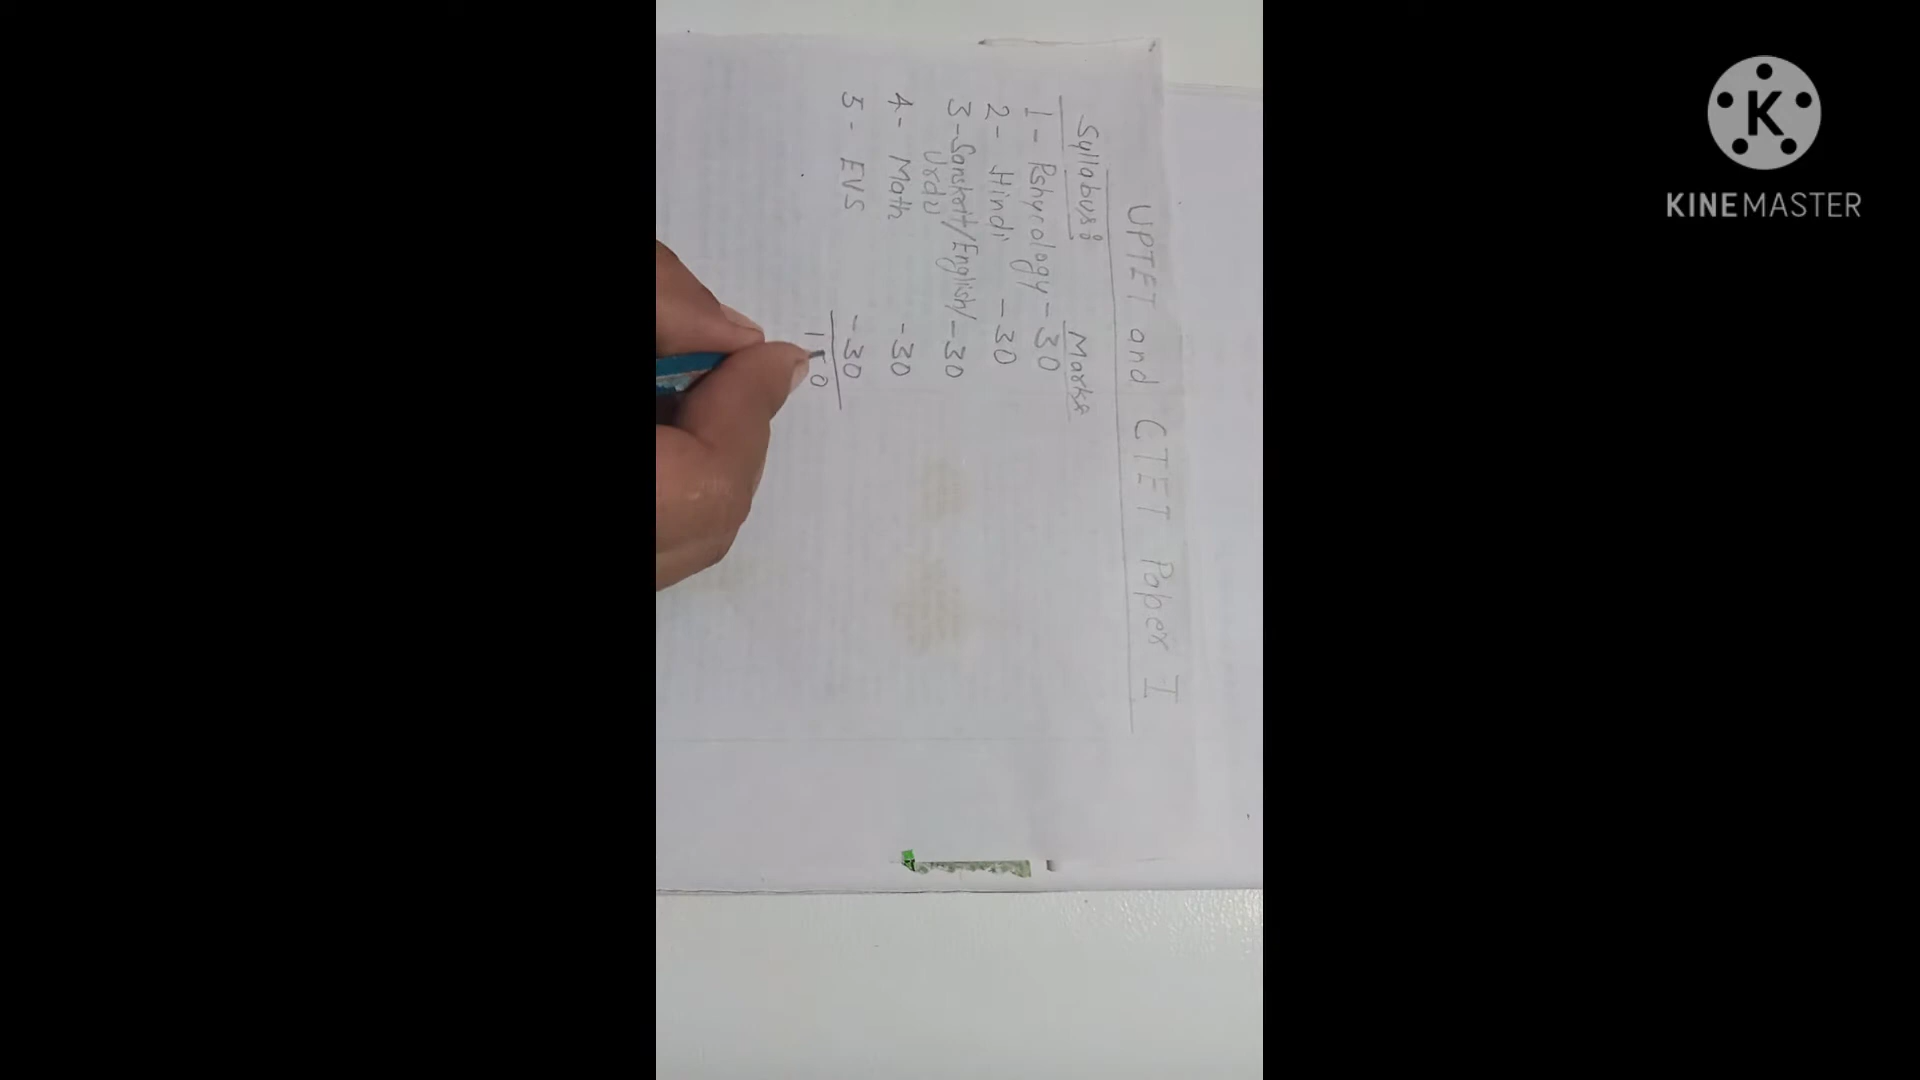 UPTET and CTET Paper I
Syllabus: Marks
1 - Pshycology - 30
2 - Hindi - 30
3 - Sanskrit/English/ - 30
Urdu
4 - Math - 30
5 - EVS - 30
150
K
KINEMASTER